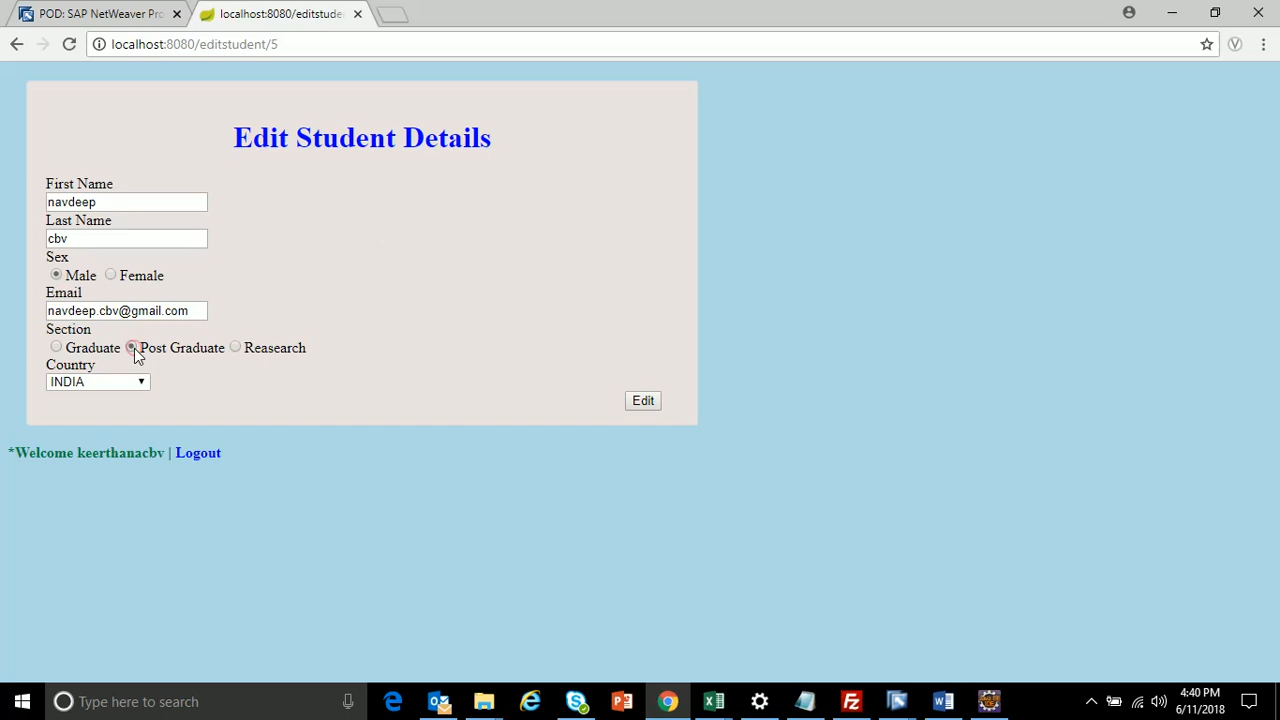 POD: SAP NetWeaver Pro
localhost:8080/editstude
localhost:8080/editstudent/5
Edit Student Details
First Name
navdeep
Last Name
cbv
Sex
Male Female
Email
navdeep.cbv@gmail.com
Section
Graduate Post Graduate Reasearch
Country
INDIA
Edit
*Welcome keerthanacbv | Logout
Type here to search
4:40 PM
6/11/2018